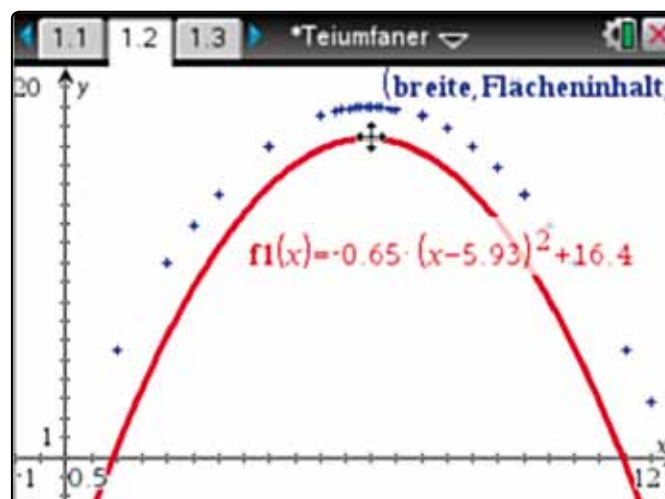 1.1 1.2 1.3 *Teiumfaner
20 y (breite,Flächeninhalt
f1(x)=-0.65·(x-5.93)²+16.4
1 x
-1 0.5 12